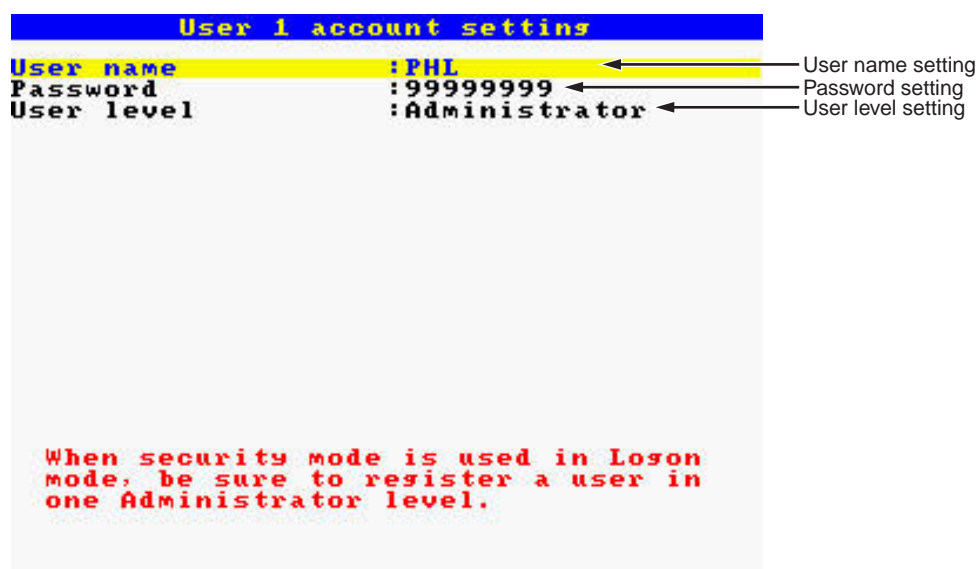 User 1 account setting
User name :PHL User name setting
Password :99999999 Password setting
User level :Administrator User level setting
When security mode is used in Logon
mode, be sure to register a user in
one Administrator level.